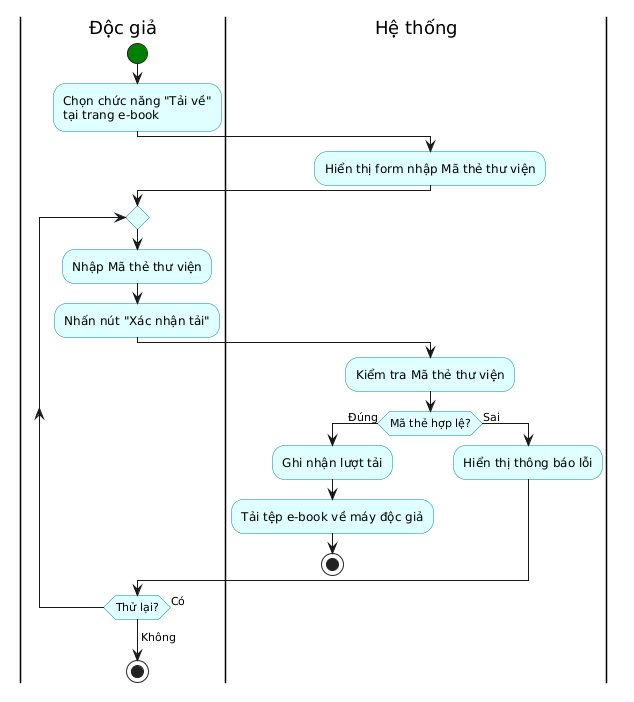 Độc giả
Hệ thống
Chọn chức năng "Tải về"
tại trang e-book
Hiển thị form nhập Mã thẻ thư viện
Nhập Mã thẻ thư viện
Nhấn nút "Xác nhận tải"
Kiểm tra Mã thẻ thư viện
Đúng
Mã thẻ hợp lệ?
Sai
Ghi nhận lượt tải
Hiển thị thông báo lỗi
Tải tệp e-book về máy độc giả
Thử lại?
Có
Không